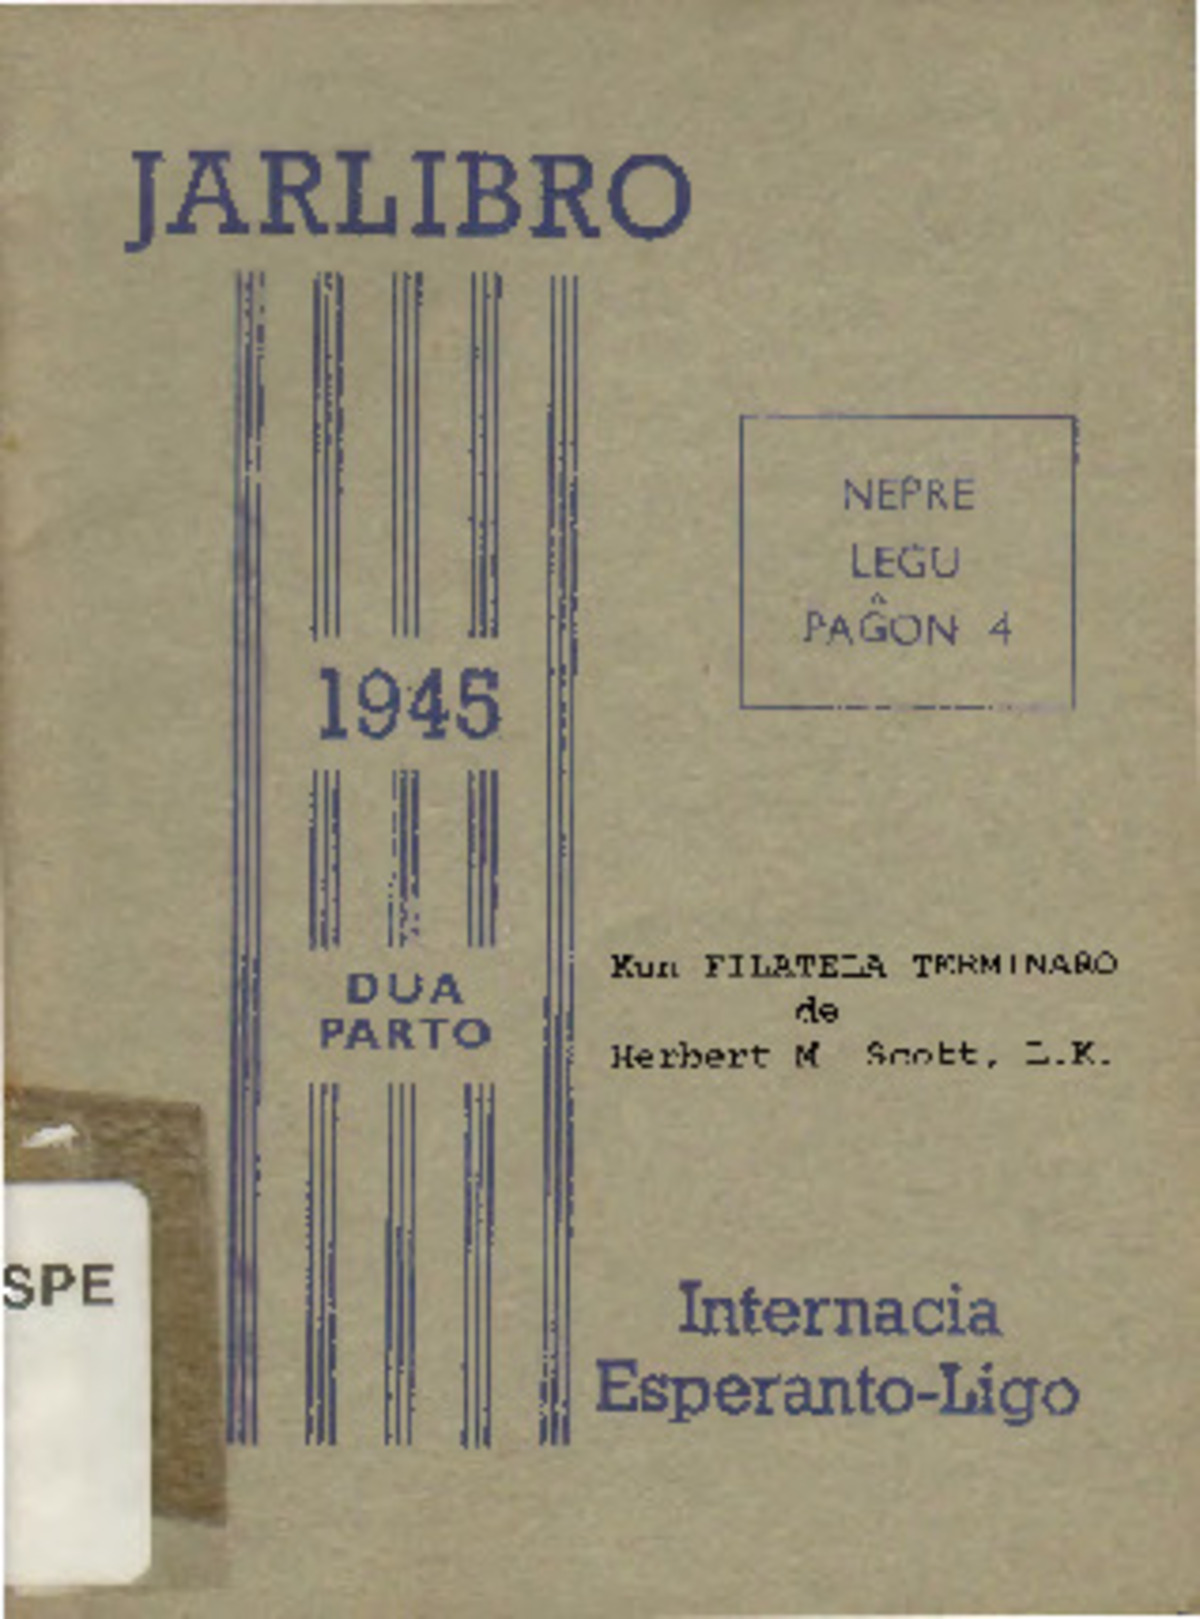 JARLIBRO
NEPRE
LEGU
PAĜON 4
1945
DUA
PARTO
Kun FILATELA TERMINARO
de
Herbert M Scott, L.K.
SPE
Internacia
Esperanto-Ligo